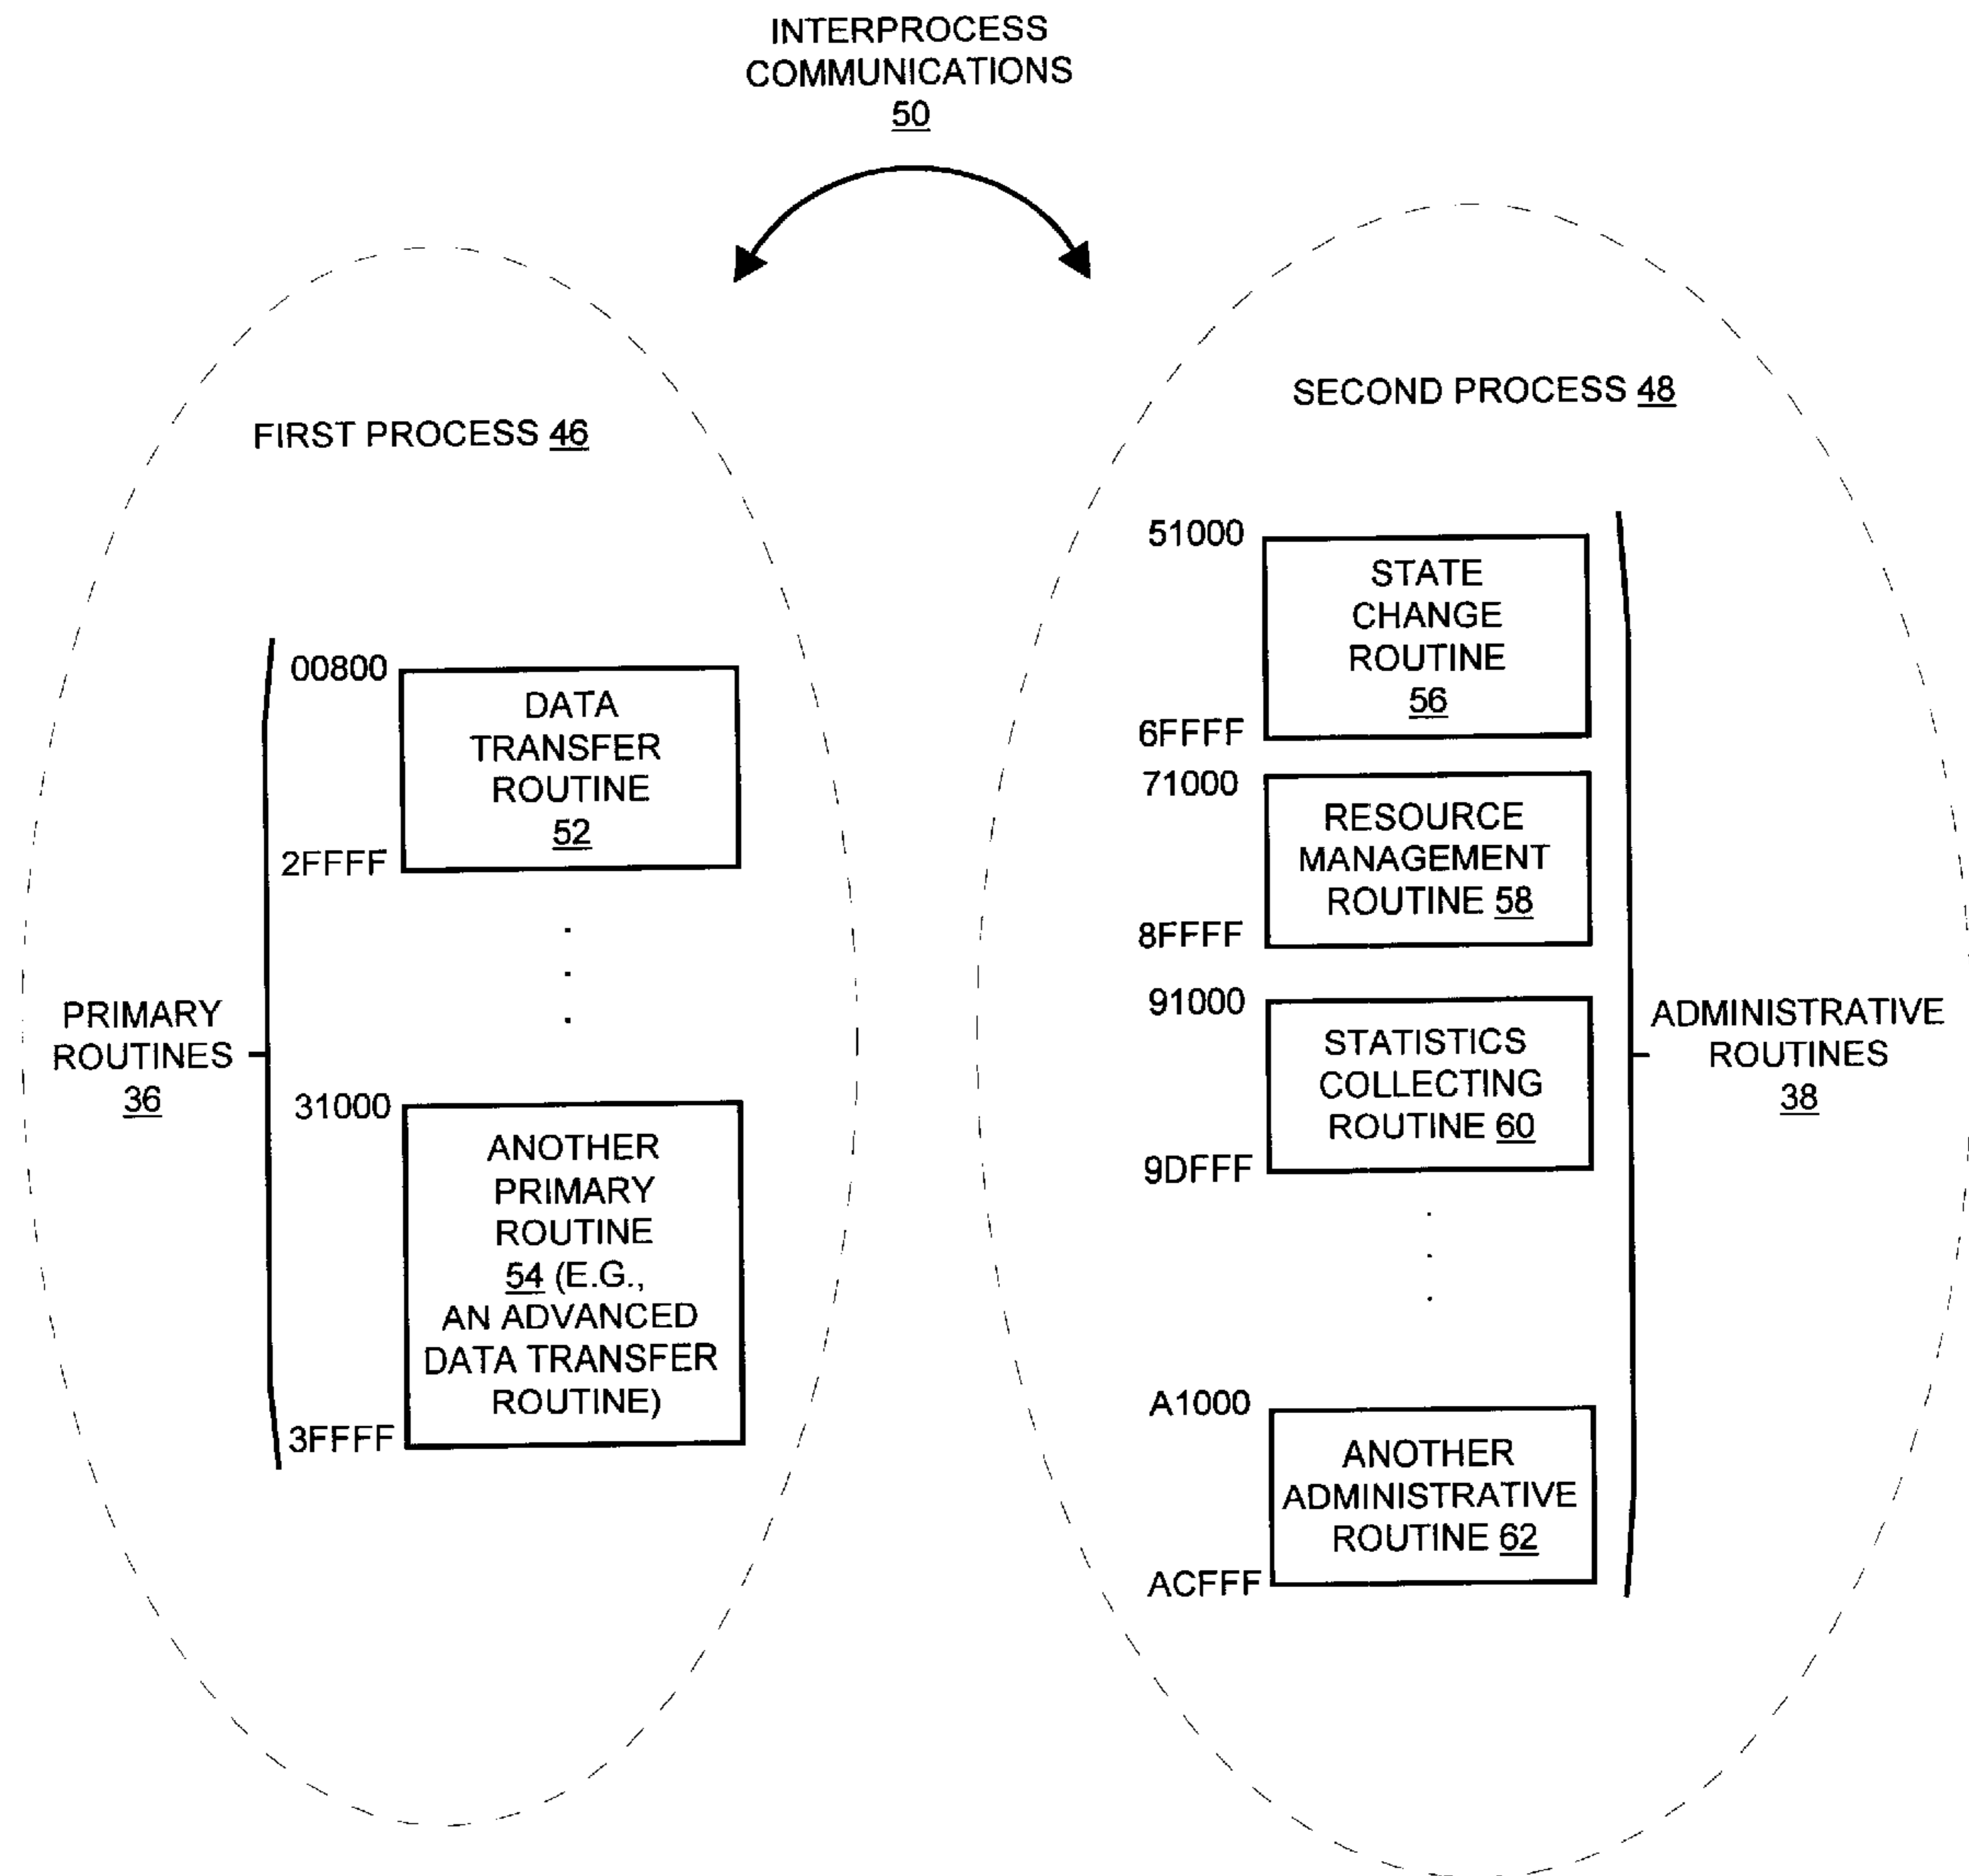 INTERPROCESS
COMMUNICATIONS
50
FIRST PROCESS 46
PRIMARY
ROUTINES
36
00800
DATA
TRANSFER
ROUTINE
52
2FFFF
.
.
.
31000
ANOTHER
PRIMARY
ROUTINE
54 (E.G.,
AN ADVANCED
DATA TRANSFER
ROUTINE)
3FFFF
SECOND PROCESS 48
51000
STATE
CHANGE
ROUTINE
56
6FFFF
71000
RESOURCE
MANAGEMENT
ROUTINE 58
8FFFF
91000
STATISTICS
COLLECTING
ROUTINE 60
9DFFF
.
.
.
A1000
ANOTHER
ADMINISTRATIVE
ROUTINE 62
ACFFF
ADMINISTRATIVE
ROUTINES
38